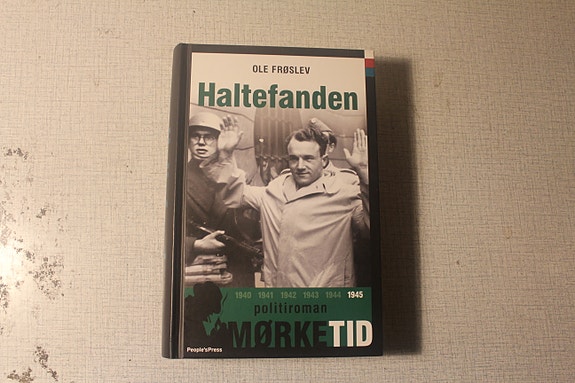 OLE FRØSLEV
Haltefanden
1940 1941 1942 1943 1944 1945
politiroman
MØRKETID
People'sPress